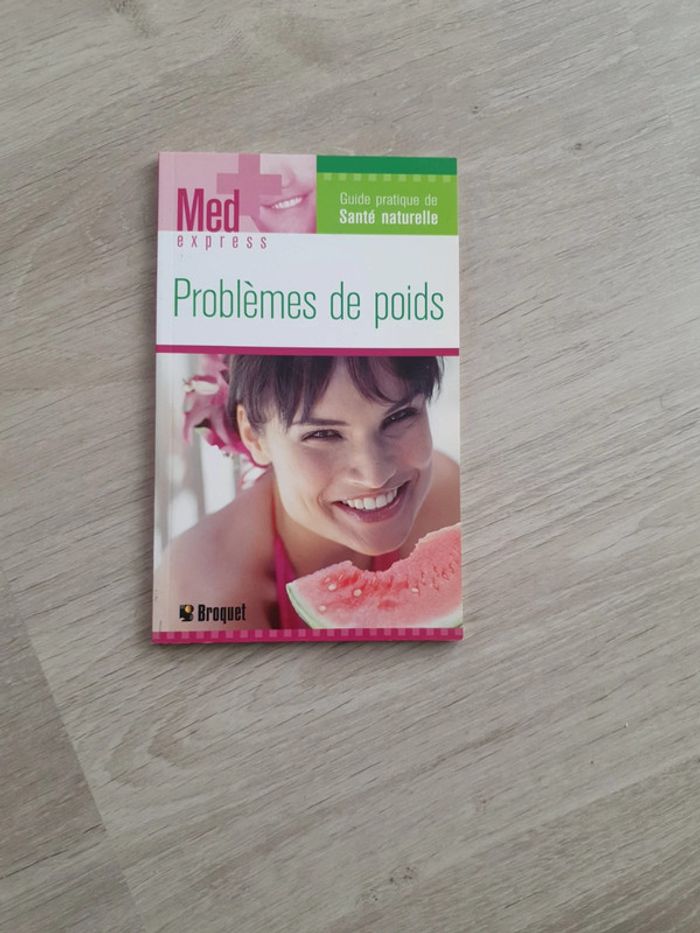 Med
express
Guide pratique de
Santé naturelle
Problèmes de poids
Broquet